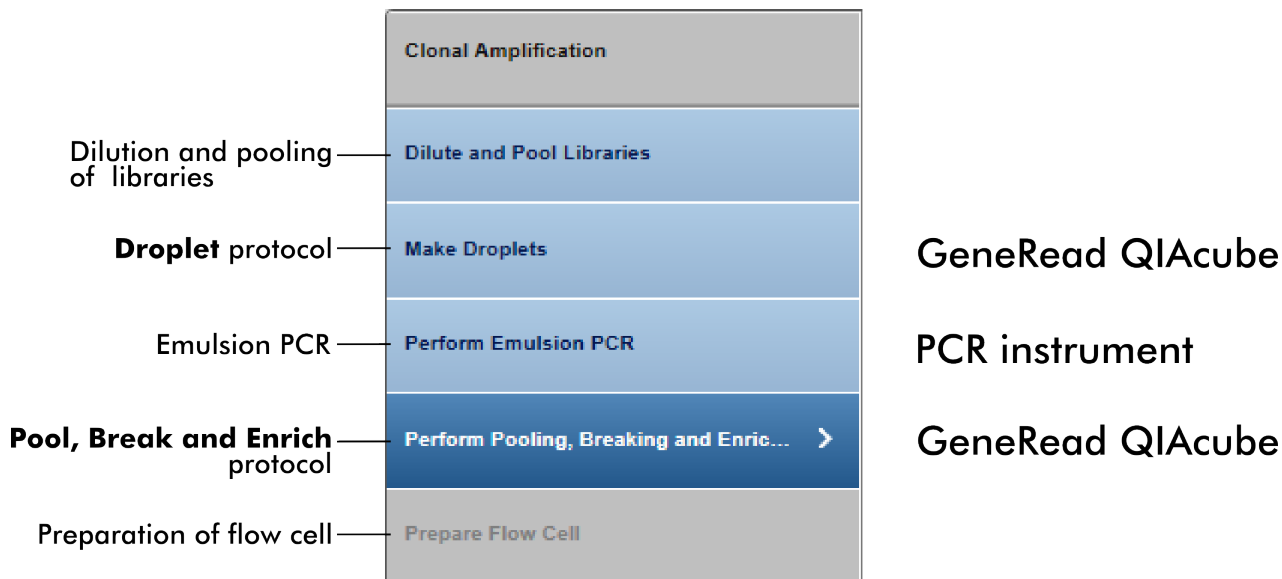 Clonal Amplification
Dilution and pooling
of libraries
Dilute and Pool Libraries
Droplet protocol
Make Droplets
GeneRead QIAcube
Emulsion PCR
Perform Emulsion PCR
PCR instrument
Pool, Break and Enrich
protocol
Perform Pooling, Breaking and Enric...
GeneRead QIAcube
Preparation of flow cell
Prepare Flow Cell